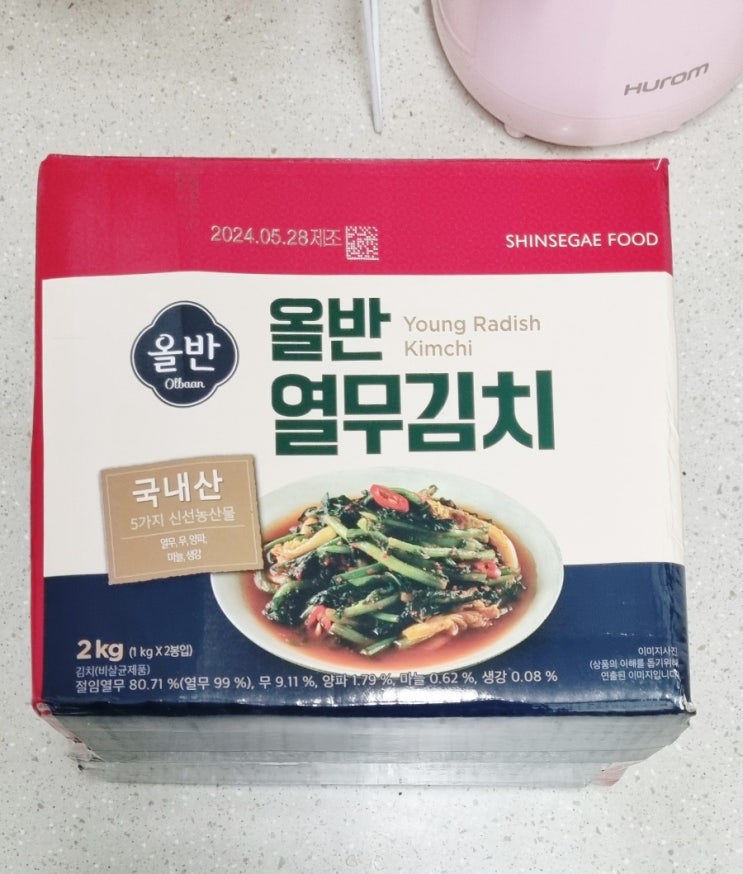 Hurom
2024.05.28 제조
SHINSEGAE FOOD
올반
Olbaan
올반
Young Radish
Kimchi
열무김치
국내산
5가지 신선농산물
열무, 무, 양파,
마늘, 생강
2kg (1 kg X 2봉입)
김치(비살균제품)
절임열무 80.71 %(열무 99 %), 무 9.11 %, 양파 1.79 %, 마늘 0.62 %, 생강 0.08 %
이미지사진
(상품의 이해를 돕기위해
연출된 이미지입니다)